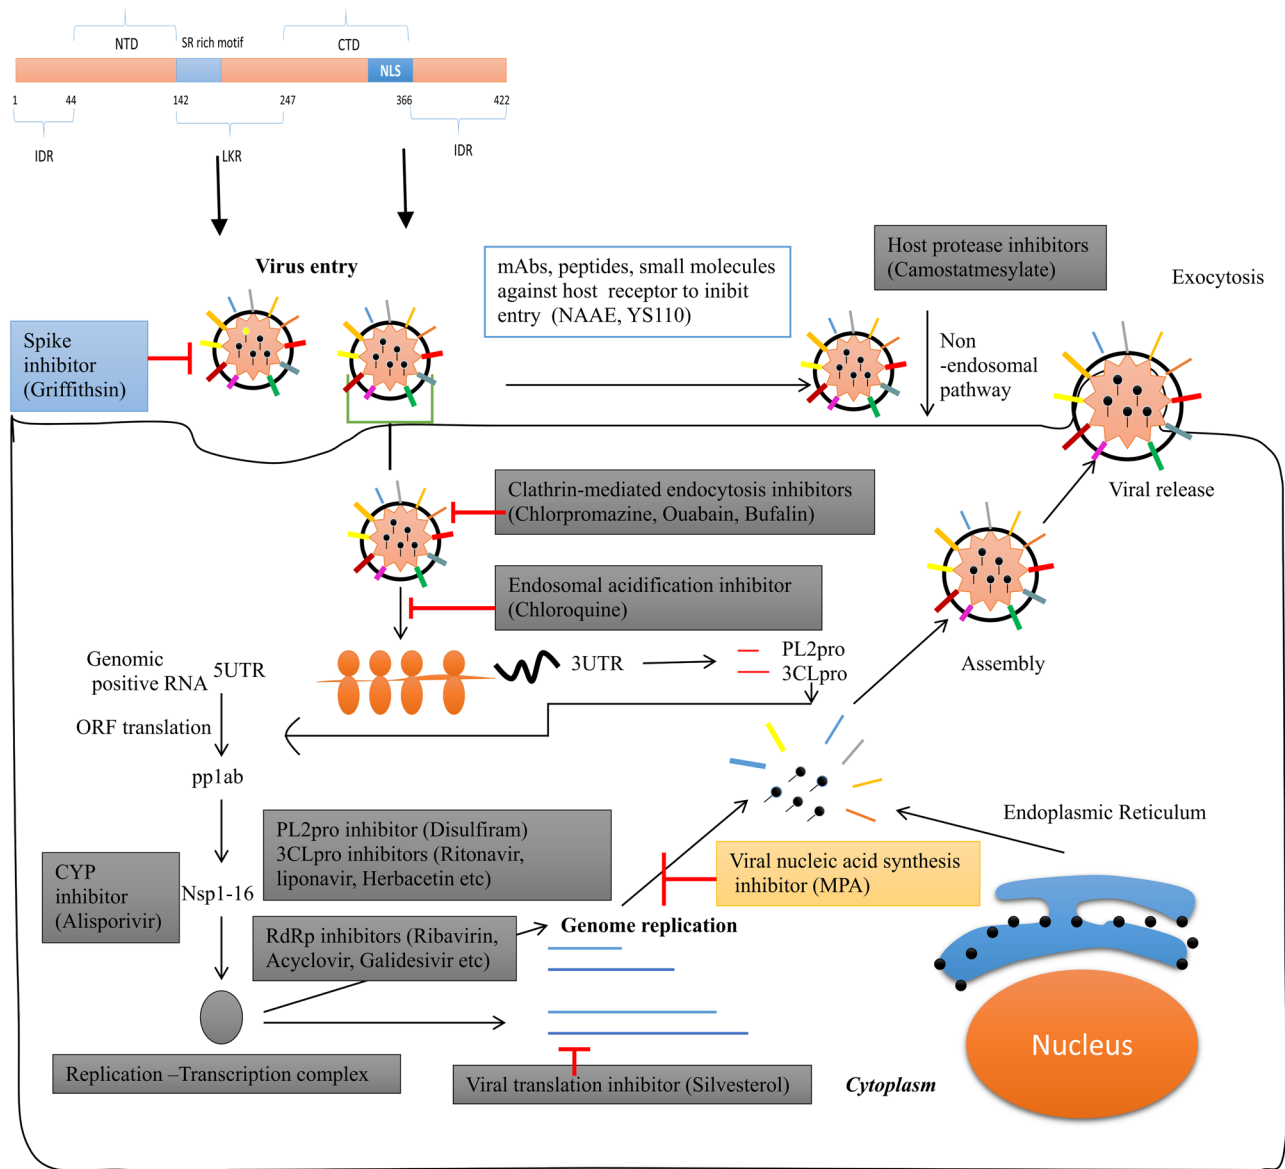 NTD
SR rich motif
CTD
NLS
1
44
142
247
366
422
IDR
LKR
IDR
Virus entry
Spike
inhibitor
(Griffithsin)
mAbs, peptides, small molecules
against host receptor to inibit
entry (NAAE, YS110)
Host protease inhibitors
(Camostatmesylate)
Exocytosis
Non
-endosomal
pathway
Viral release
Clathrin-mediated endocytosis inhibitors
(Chlorpromazine, Ouabain, Bufalin)
Endosomal acidification inhibitor
(Chloroquine)
Assembly
Genomic
positive RNA
5UTR
3UTR
PL2pro
3CLpro
ORF translation
pp1ab
PL2pro inhibitor (Disulfiram)
3CLpro inhibitors (Ritonavir,
liponavir, Herbacetin etc)
CYP
inhibitor
(Alisporivir)
Nsp1-16
Endoplasmic Reticulum
Viral nucleic acid synthesis
inhibitor (MPA)
RdRp inhibitors (Ribavirin,
Acyclovir, Galidesivir etc)
Genome replication
Nucleus
Replication –Transcription complex
Viral translation inhibitor (Silvesterol)
Cytoplasm